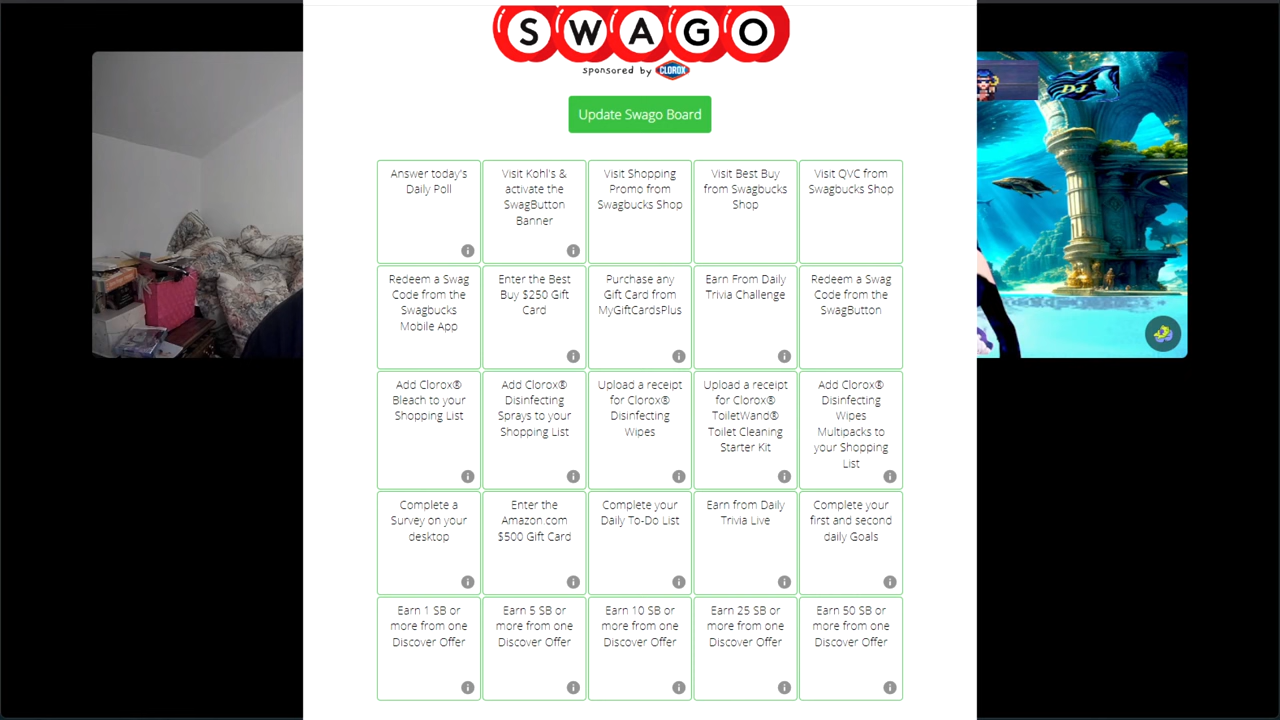 SWAGO
sponsored by CLOROX
Update Swago Board
Answer today's
Daily Poll
Visit Kohl's &
activate the
SwagButton
Banner
Visit Shopping
Promo from
Swagbucks Shop
Visit Best Buy
from Swagbucks
Shop
Visit QVC from
Swagbucks Shop
Redeem a Swag
Code from the
Swagbucks
Mobile App
Enter the Best
Buy $250 Gift
Card
Purchase any
Gift Card from
MyGiftCardsPlus
Earn From Daily
Trivia Challenge
Redeem a Swag
Code from the
SwagButton
Add Clorox®
Bleach to your
Shopping List
Add Clorox®
Disinfecting
Sprays to your
Shopping List
Upload a receipt
for Clorox®
Disinfecting
Wipes
Upload a receipt
for Clorox®
ToiletWand®
Toilet Cleaning
Starter Kit
Add Clorox®
Disinfecting
Wipes
Multipacks to
your Shopping
List
Complete a
Survey on your
desktop
Enter the
Amazon.com
$500 Gift Card
Complete your
Daily To-Do List
Earn from Daily
Trivia Live
Complete your
first and second
daily Goals
Earn 1 SB or
more from one
Discover Offer
Earn 5 SB or
more from one
Discover Offer
Earn 10 SB or
more from one
Discover Offer
Earn 25 SB or
more from one
Discover Offer
Earn 50 SB or
more from one
Discover Offer
DJ